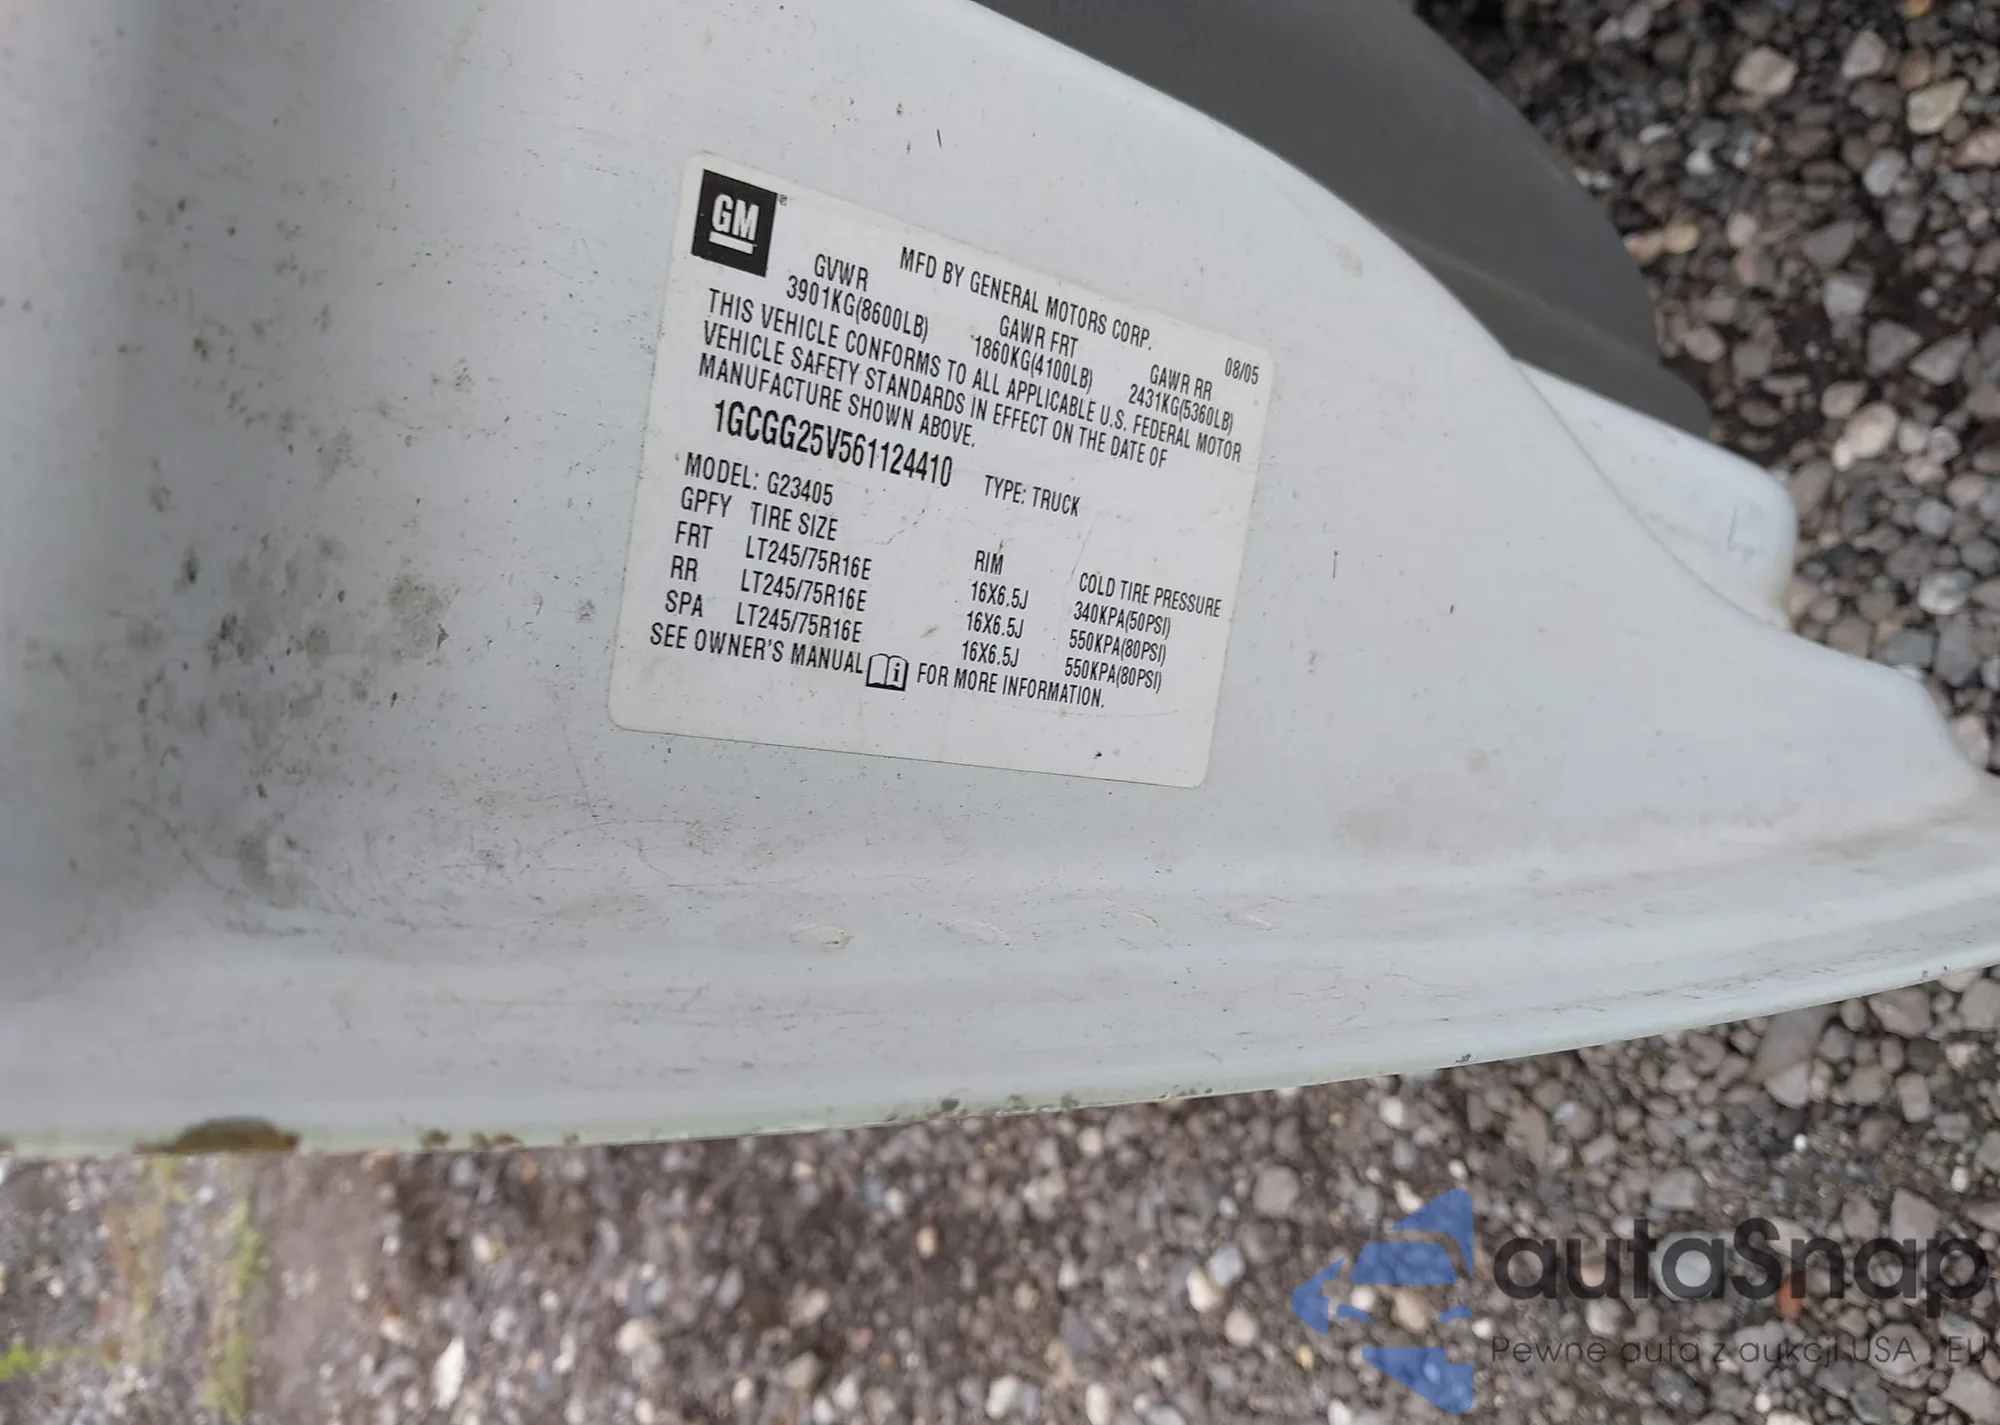 GM
MFD BY GENERAL MOTORS CORP.
08/05
GVWR GAWR FRT GAWR RR
3901KG(8600LB) 1860KG(4100LB) 2431KG(5360LB)
THIS VEHICLE CONFORMS TO ALL APPLICABLE U.S. FEDERAL MOTOR
VEHICLE SAFETY STANDARDS IN EFFECT ON THE DATE OF
MANUFACTURE SHOWN ABOVE.
1GCGG25V561124410 TYPE: TRUCK
MODEL: G23405
GPFY TIRE SIZE RIM COLD TIRE PRESSURE
FRT LT245/75R16E 16X6.5J 340KPA(50PSI)
RR LT245/75R16E 16X6.5J 550KPA(80PSI)
SPA LT245/75R16E 16X6.5J 550KPA(80PSI)
SEE OWNER'S MANUAL i FOR MORE INFORMATION.
autaSnap
Pewne auta z aukcji USA i EU